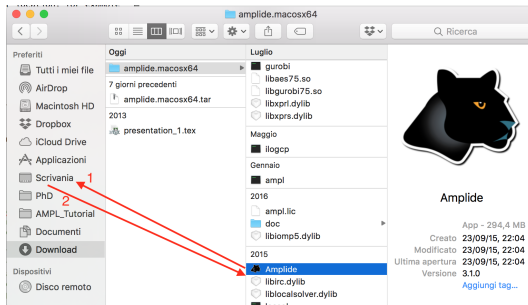 amplide.macosx64
Ricerca
Preferiti
Tutti i miei file
AirDrop
Macintosh HD
Dropbox
iCloud Drive
Applicazioni
Scrivania
1
2
PhD
AMPL_Tutorial
Documenti
Download
Dispositivi
Disco remoto
Oggi
amplide.macosx64
7 giorni precedenti
amplide.macosx64.tar
2013
presentation_1.tex
Luglio
gurobi
libaes75.so
libgurobi75.so
libxprl.dylib
libxprs.dylib
Maggio
ilogcp
Gennaio
ampl
2016
ampl.lic
doc
libiomp5.dylib
2015
Amplide
libirc.dylib
liblocalsolver.dylib
Amplide
App - 294,4 MB
Creato 23/09/15, 22:04
Modificato 23/09/15, 22:04
Ultima apertura 23/09/15, 22:04
Versione 3.1.0
Aggiungi tag...